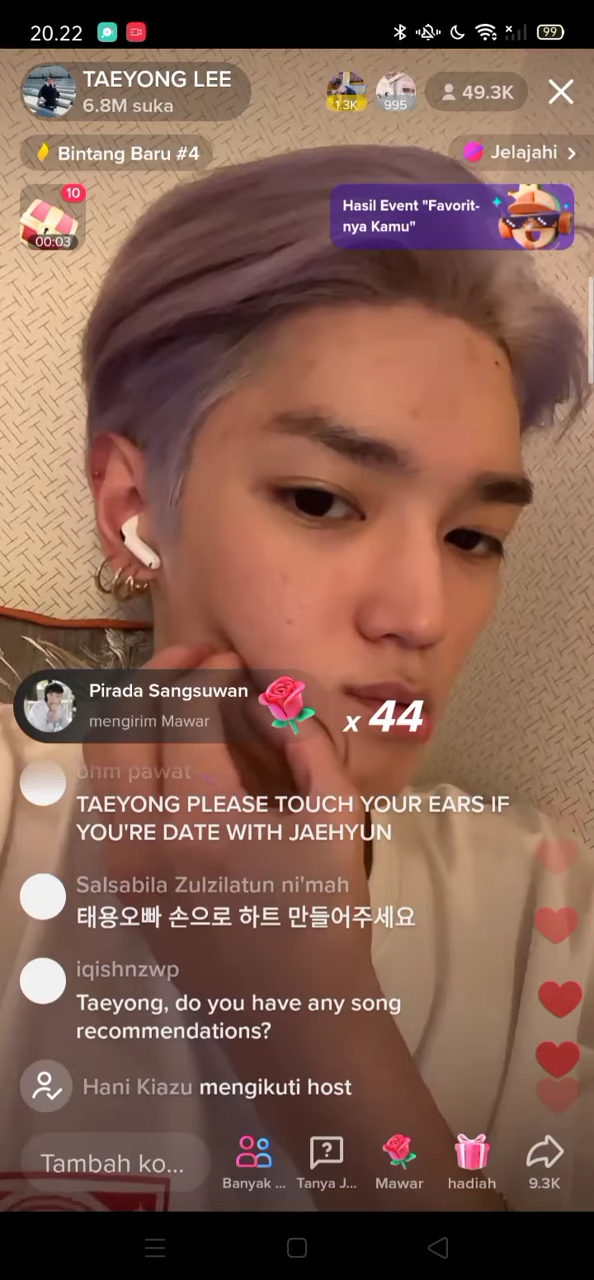 20.22
99
TAEYONG LEE
6.8M suka
1.3K
995
49.3K
Bintang Baru #4
Jelajahi
10
00:03
Hasil Event "Favorit-
nya Kamu"
Pirada Sangsuwan
mengirim Mawar
x 44
ohm pawat
TAEYONG PLEASE TOUCH YOUR EARS IF
YOU'RE DATE WITH JAEHYUN
Salsabila Zulzilatun ni'mah
태용오빠 손으로 하트 만들어주세요
iqishnzwp
Taeyong, do you have any song
recommendations?
Hani Kiazu mengikuti host
Tambah ko...
Banyak ...
Tanya J...
Mawar
hadiah
9.3K